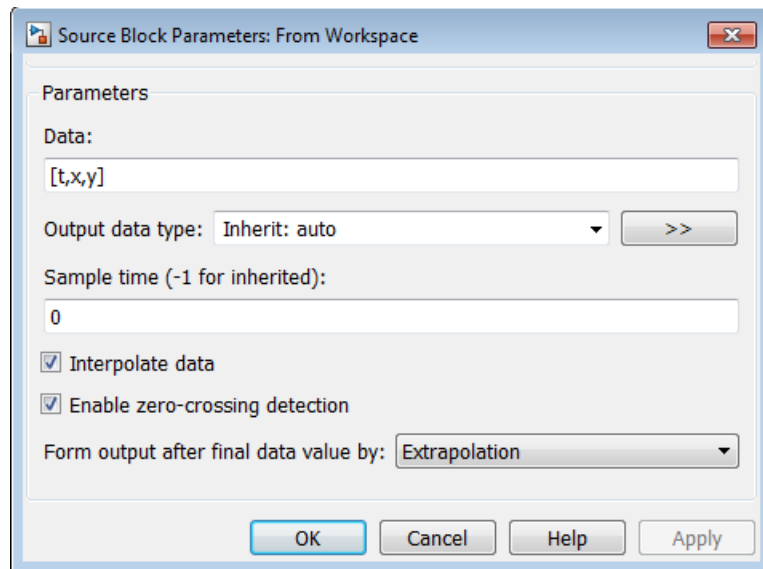 Source Block Parameters: From Workspace
Parameters
Data:
[t,x,y]
Output data type: Inherit: auto >>
Sample time (-1 for inherited):
0
Interpolate data
Enable zero-crossing detection
Form output after final data value by: Extrapolation
OK Cancel Help Apply